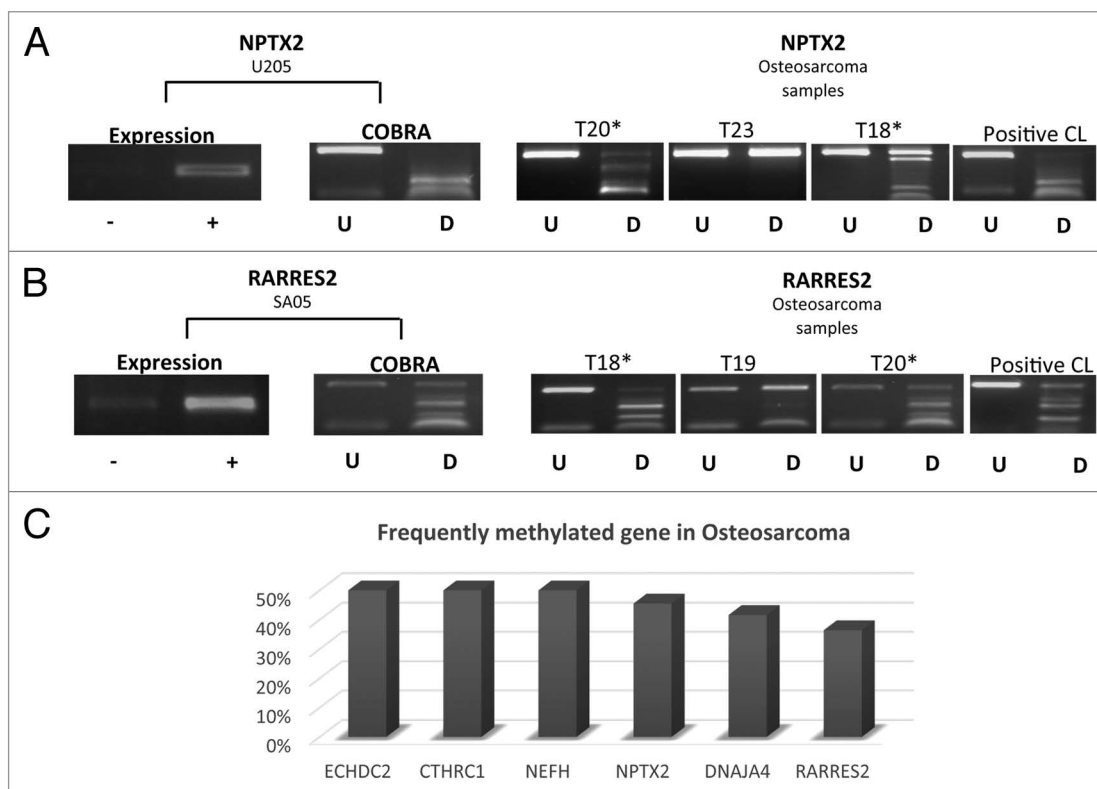 A
NPTX2
U205
NPTX2
Osteosarcoma
samples
Expression
COBRA
T20*
T23
T18*
Positive CL
- + U D U D U D U D U D
B
RARRES2
SA05
RARRES2
Osteosarcoma
samples
Expression
COBRA
T18*
T19
T20*
Positive CL
- + U D U D U D U D U D
C
Frequently methylated gene in Osteosarcoma
50%
40%
30%
20%
10%
0%
ECHDC2 CTHRC1 NEFH NPTX2 DNAJA4 RARRES2